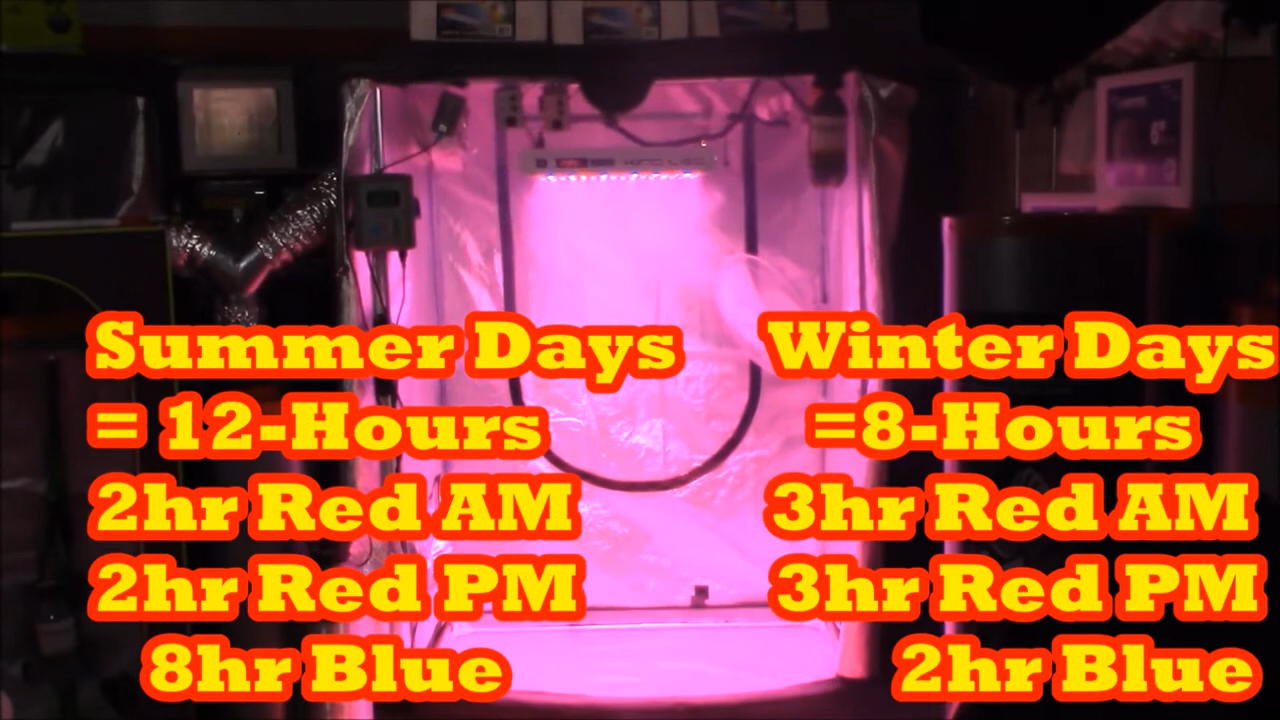 Summer Days
= 12-Hours
2hr Red AM
2hr Red PM
8hr Blue
Winter Days
=8-Hours
3hr Red AM
3hr Red PM
2hr Blue